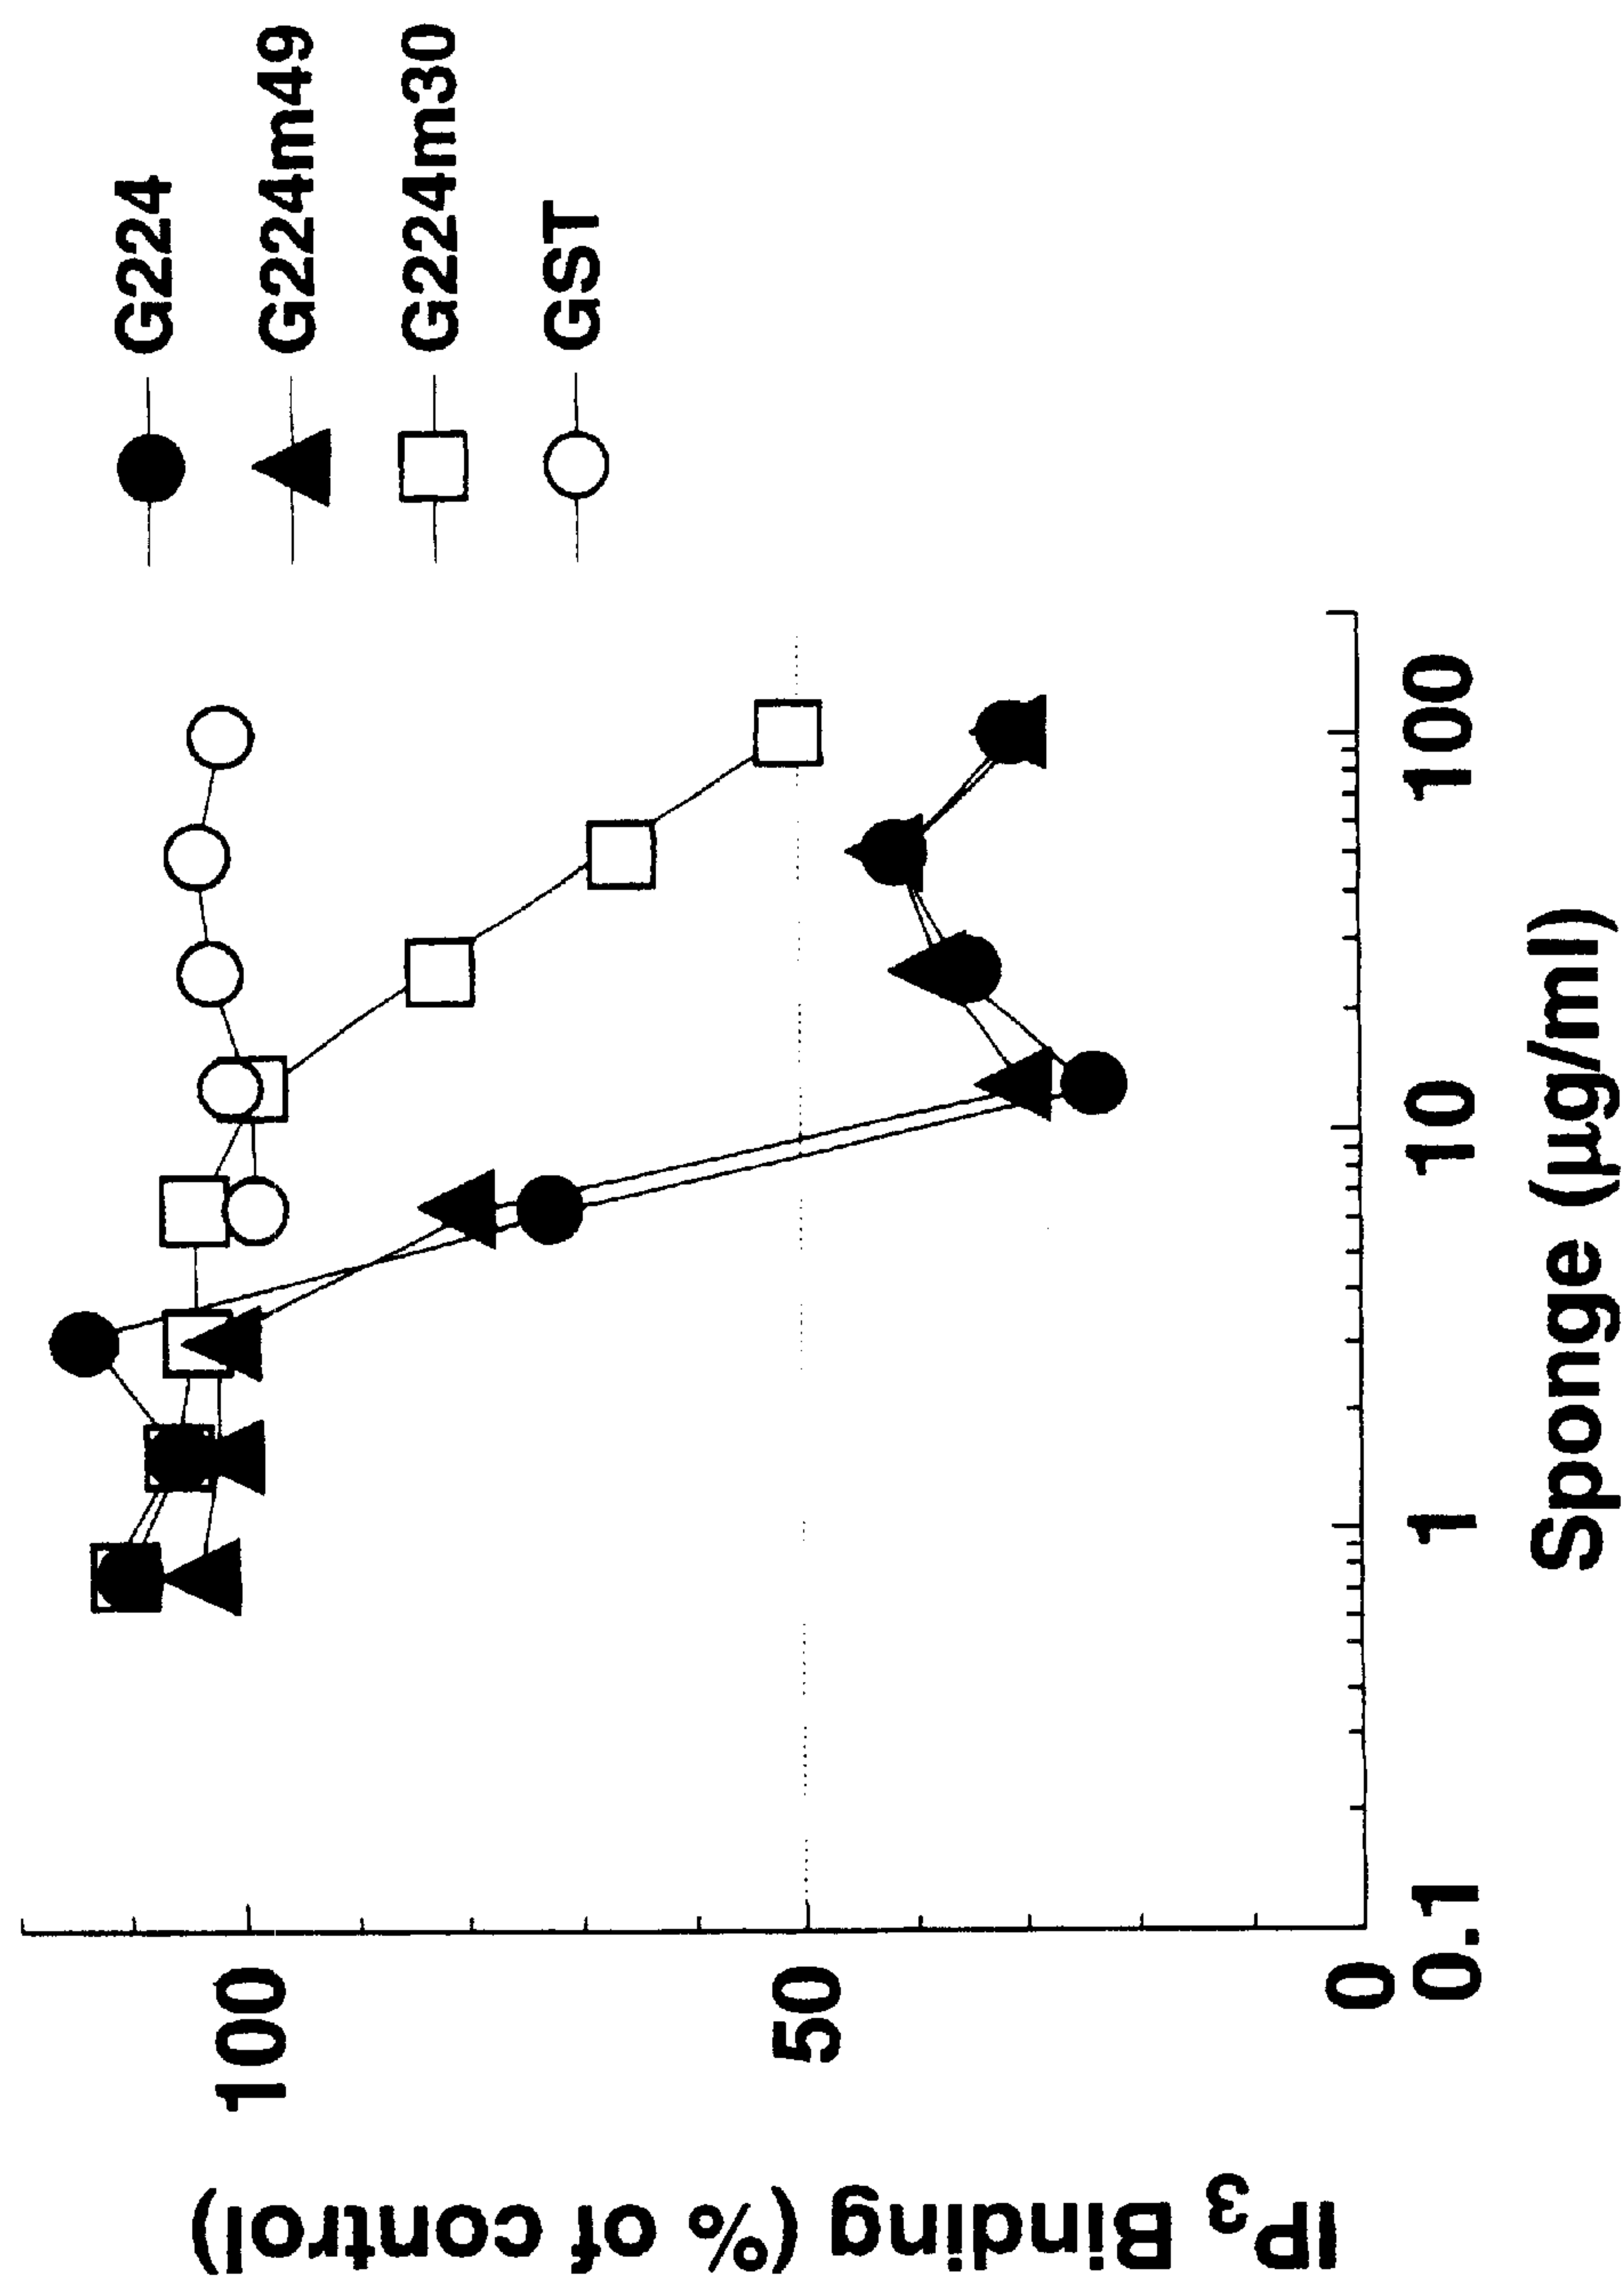 G224
G224m49
G224m30
GST
IP3 Binding (% of control)
100
50
0
0.1
1
10
100
Sponge (µg/ml)